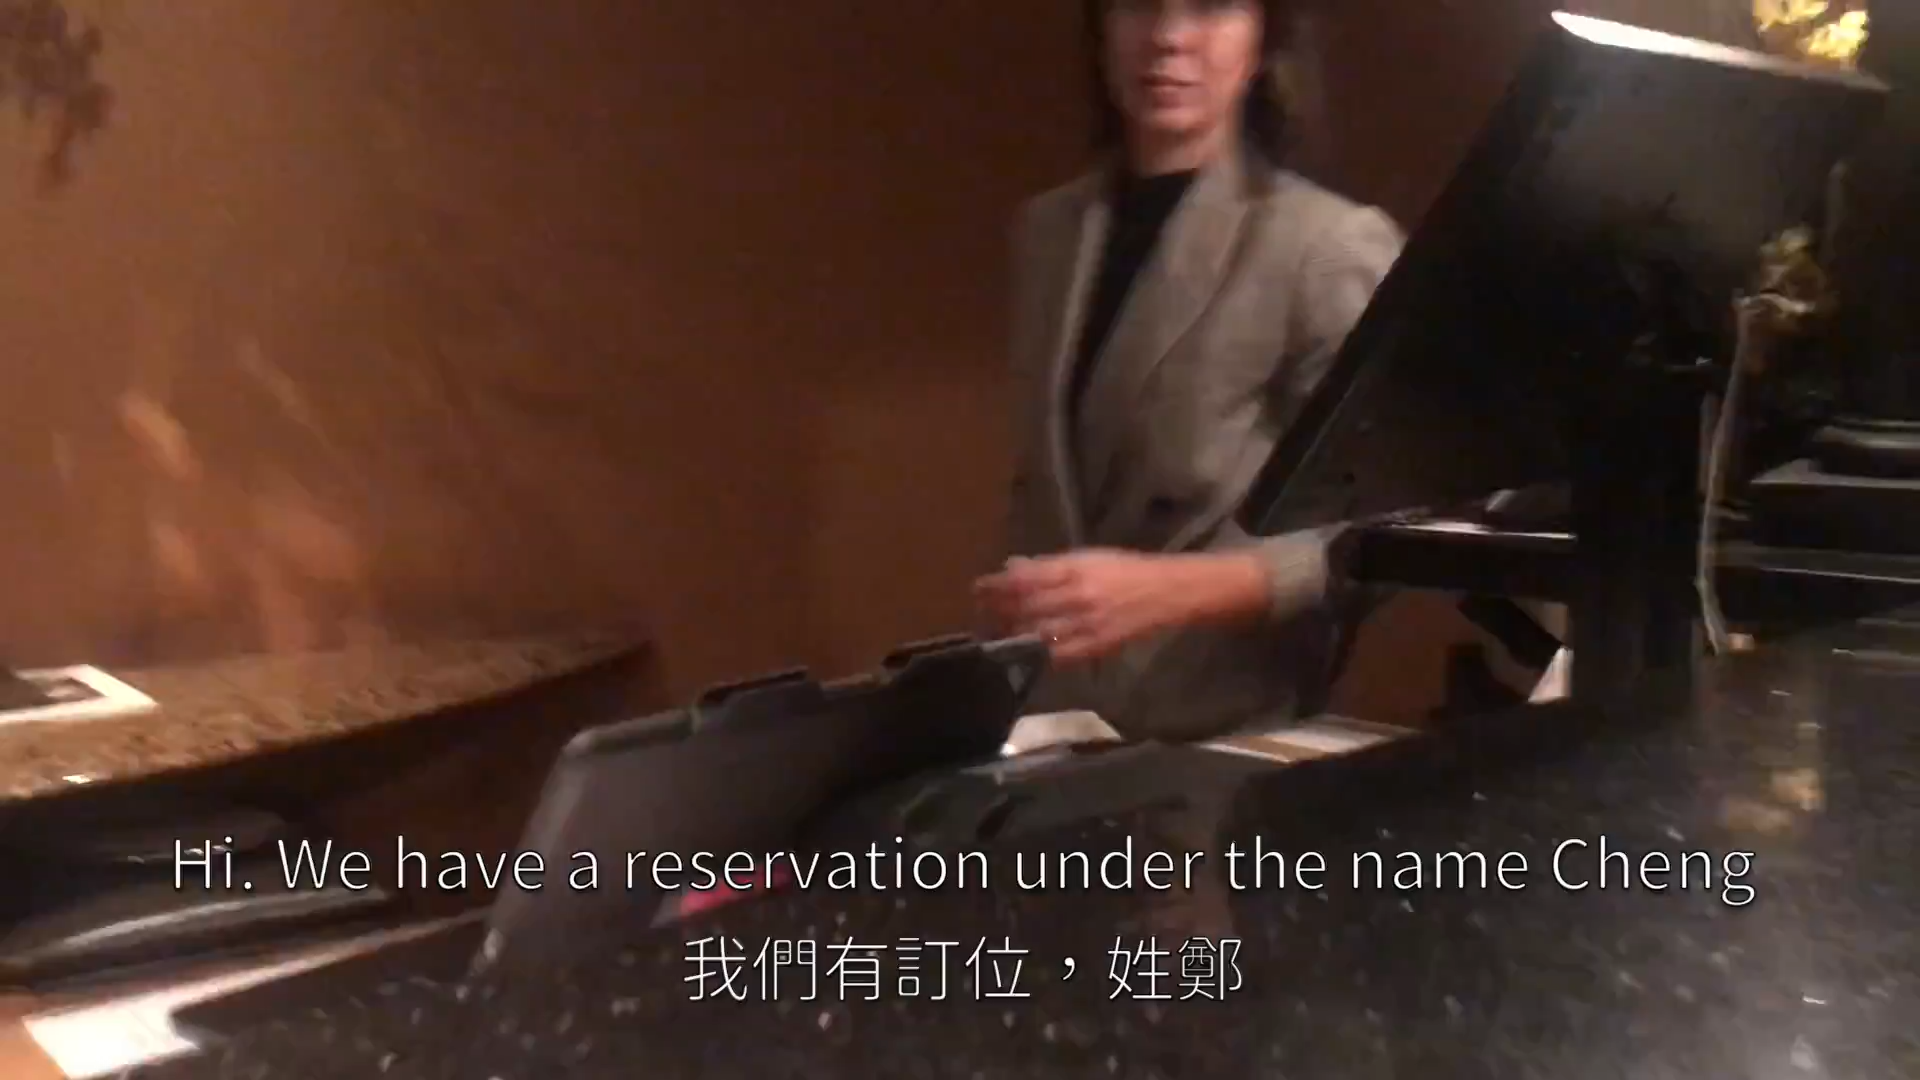 Hi. We have a reservation under the name Cheng
我們有訂位，姓鄭